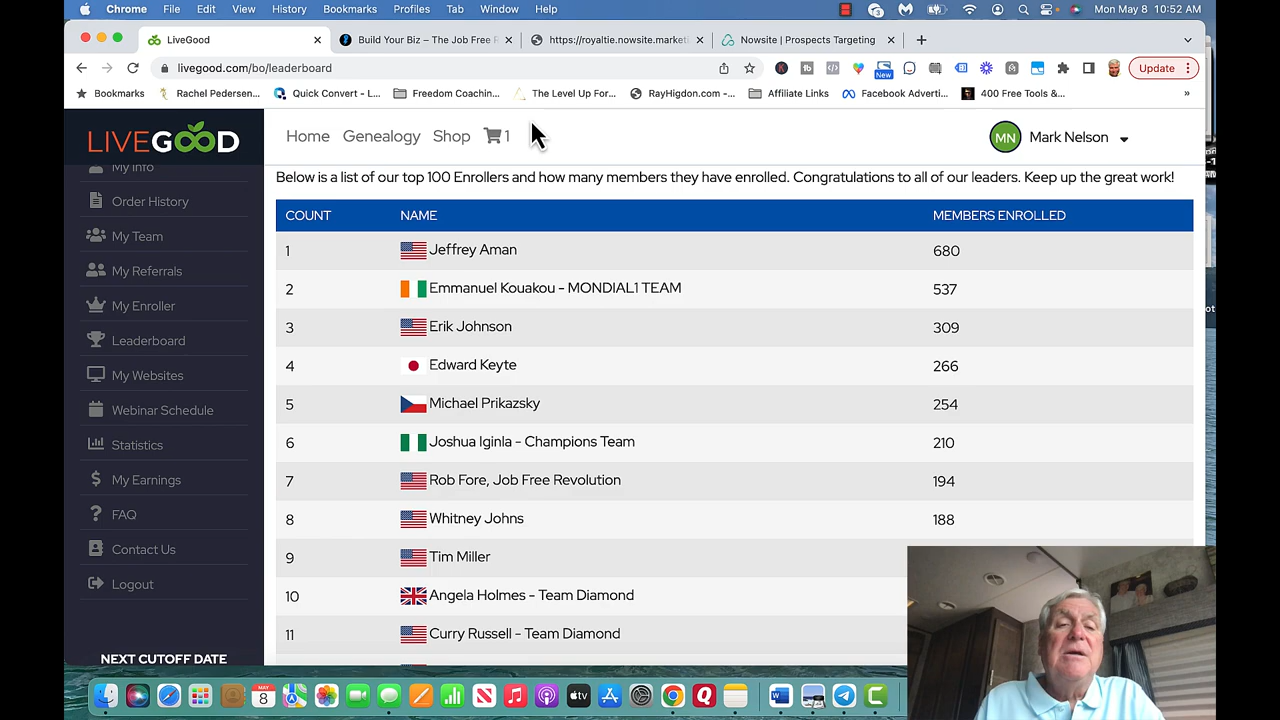 Chrome File Edit View History Bookmarks Profiles Tab Window Help Mon May 8 10:52 AM
LiveGood Build Your Biz – The Job Free R https://royaltie.nowsite.market Nowsite | Prospects Targeting
livegood.com/bo/leaderboard New Update
Bookmarks Rachel Pedersen... Quick Convert - L... Freedom Coachin... The Level Up For... RayHigdon.com -... Affiliate Links Facebook Adverti... 400 Free Tools &... »
LIVEGOOD Home Genealogy Shop 1 MN Mark Nelson
My Info
Order History
My Team
My Referrals
My Enroller
Leaderboard
My Websites
Webinar Schedule
Statistics
My Earnings
FAQ
Contact Us
Logout
NEXT CUTOFF DATE
Below is a list of our top 100 Enrollers and how many members they have enrolled. Congratulations to all of our leaders. Keep up the great work!
COUNT NAME MEMBERS ENROLLED
1 Jeffrey Aman 680
2 Emmanuel Kouakou - MONDIAL1 TEAM 537
3 Erik Johnson 309
4 Edward Keyte 266
5 Michael Prikazsky 254
6 Joshua Iginla - Champions Team 210
7 Rob Fore, Job Free Revolution 194
8 Whitney Johns 188
9 Tim Miller
10 Angela Holmes - Team Diamond
11 Curry Russell - Team Diamond
MAY
8